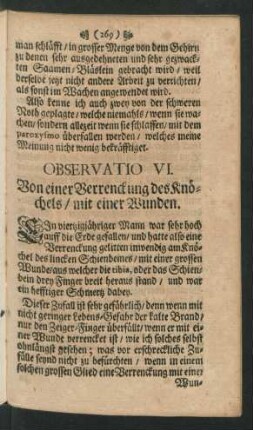 (269)
man schläfft / in grosser Menge von dem Gehirn
zu denen sehr ausgedehneten und sehr gezwack-
ten Saamen / Bläslein gebracht wird / weil
derselbe jetzt nicht andere Arbeit zu verrichten /
als sonst im Wachen angewendet wird.
Also kenne ich auch zwey von der schweren
Noth geplagte / welche niemahls / wenn sie wa-
chen / sondern allezeit wenn sie schlaffen / mit dem
paroxysmo überfallen werden / welches meine
Meinung nicht wenig bekräfftiget.
OBSERVATIO VI.
Von einer Verrenckung des Knö-
chels / mit einer Wunden.
EIn viertzigjähriger Mann war sehr hoch
auff die Erde gefallen / und hatte also eine
Verrenckung gelitten inwendig am Knö-
chel des lincken Schienbeines / mit einer grossen
Wunde / aus welcher die tibia, oder das Schien-
bein drey Finger breit heraus stand / und war
ein hefftiger Schmertz dabey.
Dieser Zufall ist sehr gefährlich / denn wenn mit
nicht geringer Lebens-Gefahr der kalte Brand /
nur den Zeiger-Finger überfällt / wenn er mit ei-
ner Wunde verrencket ist / wie ich solches selbst
ohnlängst gesehen; was vor erschreckliche Zu-
fälle seynd nicht zu befürchten / wenn in einem
solchen grossen Glied eine Verrenckung mit einer
Wun-